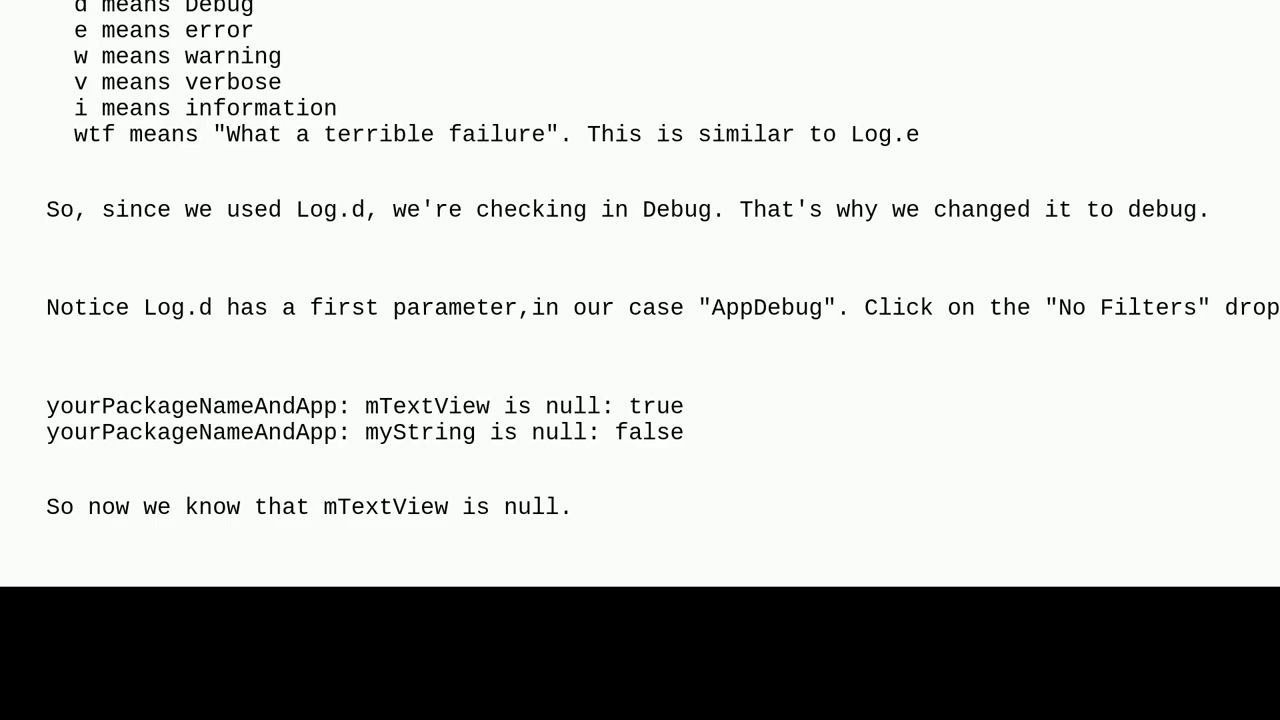 d means Debug
e means error
w means warning
v means verbose
i means information
wtf means "What a terrible failure". This is similar to Log.e
So, since we used Log.d, we're checking in Debug. That's why we changed it to debug.
Notice Log.d has a first parameter,in our case "AppDebug". Click on the "No Filters" drop
yourPackageNameAndApp: mTextView is null: true
yourPackageNameAndApp: myString is null: false
So now we know that mTextView is null.